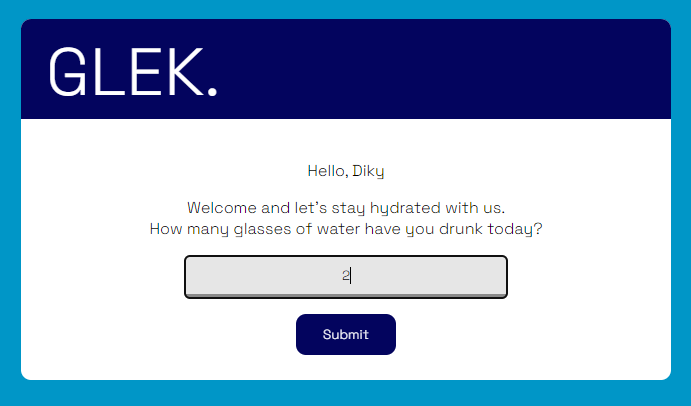 GLEK.
Hello, Diky
Welcome and let's stay hydrated with us.
How many glasses of water have you drunk today?
2
Submit